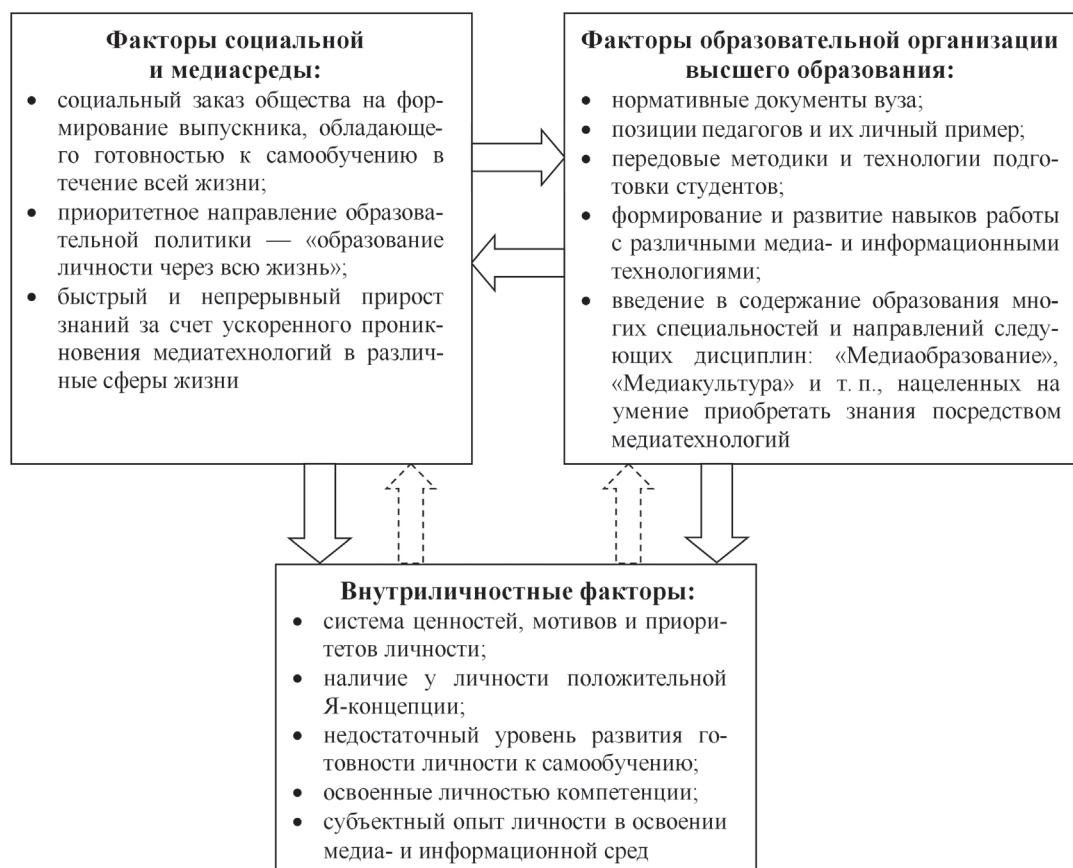 Факторы социальной
и медиасреды:
• социальный заказ общества на фор-
мирование выпускника, обладающе-
го готовностью к самообучению в
течение всей жизни;
• приоритетное направление образова-
тельной политики — «образование
личности через всю жизнь»;
• быстрый и непрерывный прирост
знаний за счет ускоренного проник-
новения медиатехнологий в различ-
ные сферы жизни
Факторы образовательной организации
высшего образования:
• нормативные документы вуза;
• позиции педагогов и их личный пример;
• передовые методики и технологии подго-
товки студентов;
• формирование и развитие навыков работы
с различными медиа- и информационными
технологиями;
• введение в содержание образования мно-
гих специальностей и направлений следу-
ющих дисциплин: «Медиаобразование»,
«Медиакультура» и т. п., нацеленных на
умение приобретать знания посредством
медиатехнологий
Внутриличностные факторы:
• система ценностей, мотивов и приори-
тетов личности;
• наличие у личности положительной
Я-концепции;
• недостаточный уровень развития го-
товности личности к самообучению;
• освоенные личностью компетенции;
• субъектный опыт личности в освоении
медиа- и информационной сред